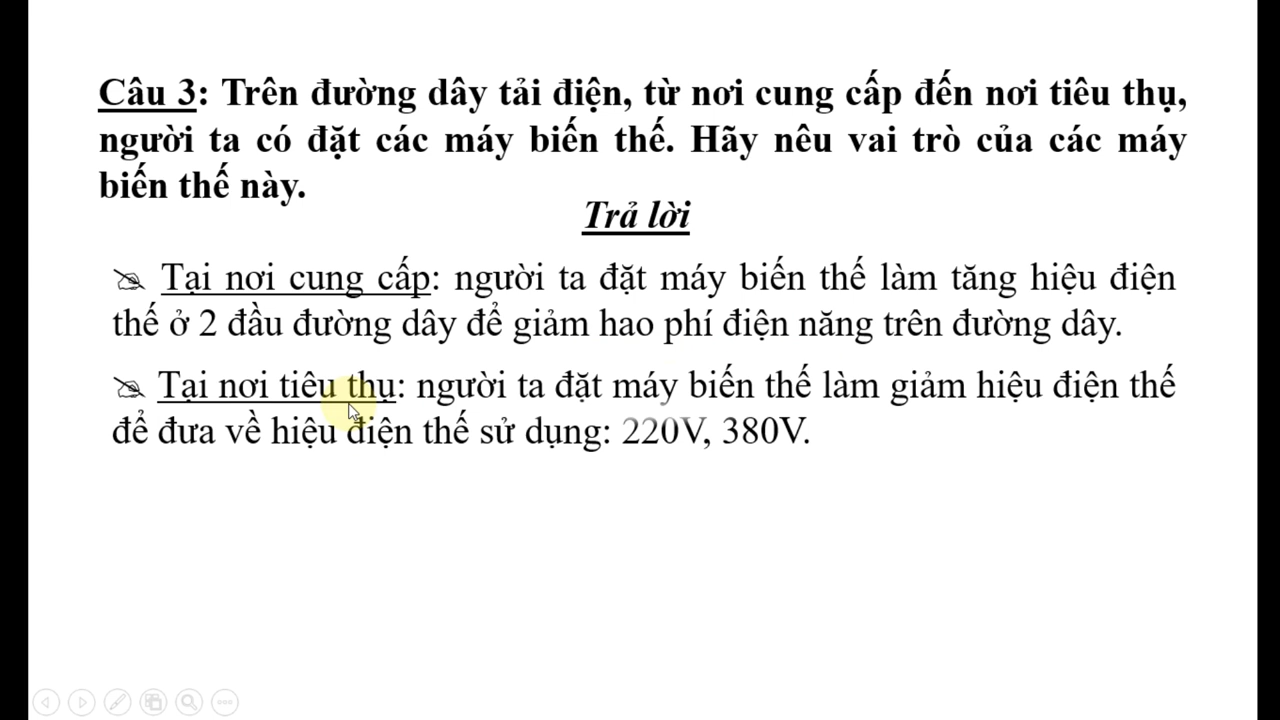 Câu 3: Trên đường dây tải điện, từ nơi cung cấp đến nơi tiêu thụ,
người ta có đặt các máy biến thế. Hãy nêu vai trò của các máy
biến thế này.
Trả lời
Tại nơi cung cấp: người ta đặt máy biến thế làm tăng hiệu điện
thế ở 2 đầu đường dây để giảm hao phí điện năng trên đường dây.
Tại nơi tiêu thụ: người ta đặt máy biến thế làm giảm hiệu điện thế
để đưa về hiệu điện thế sử dụng: 220V, 380V.